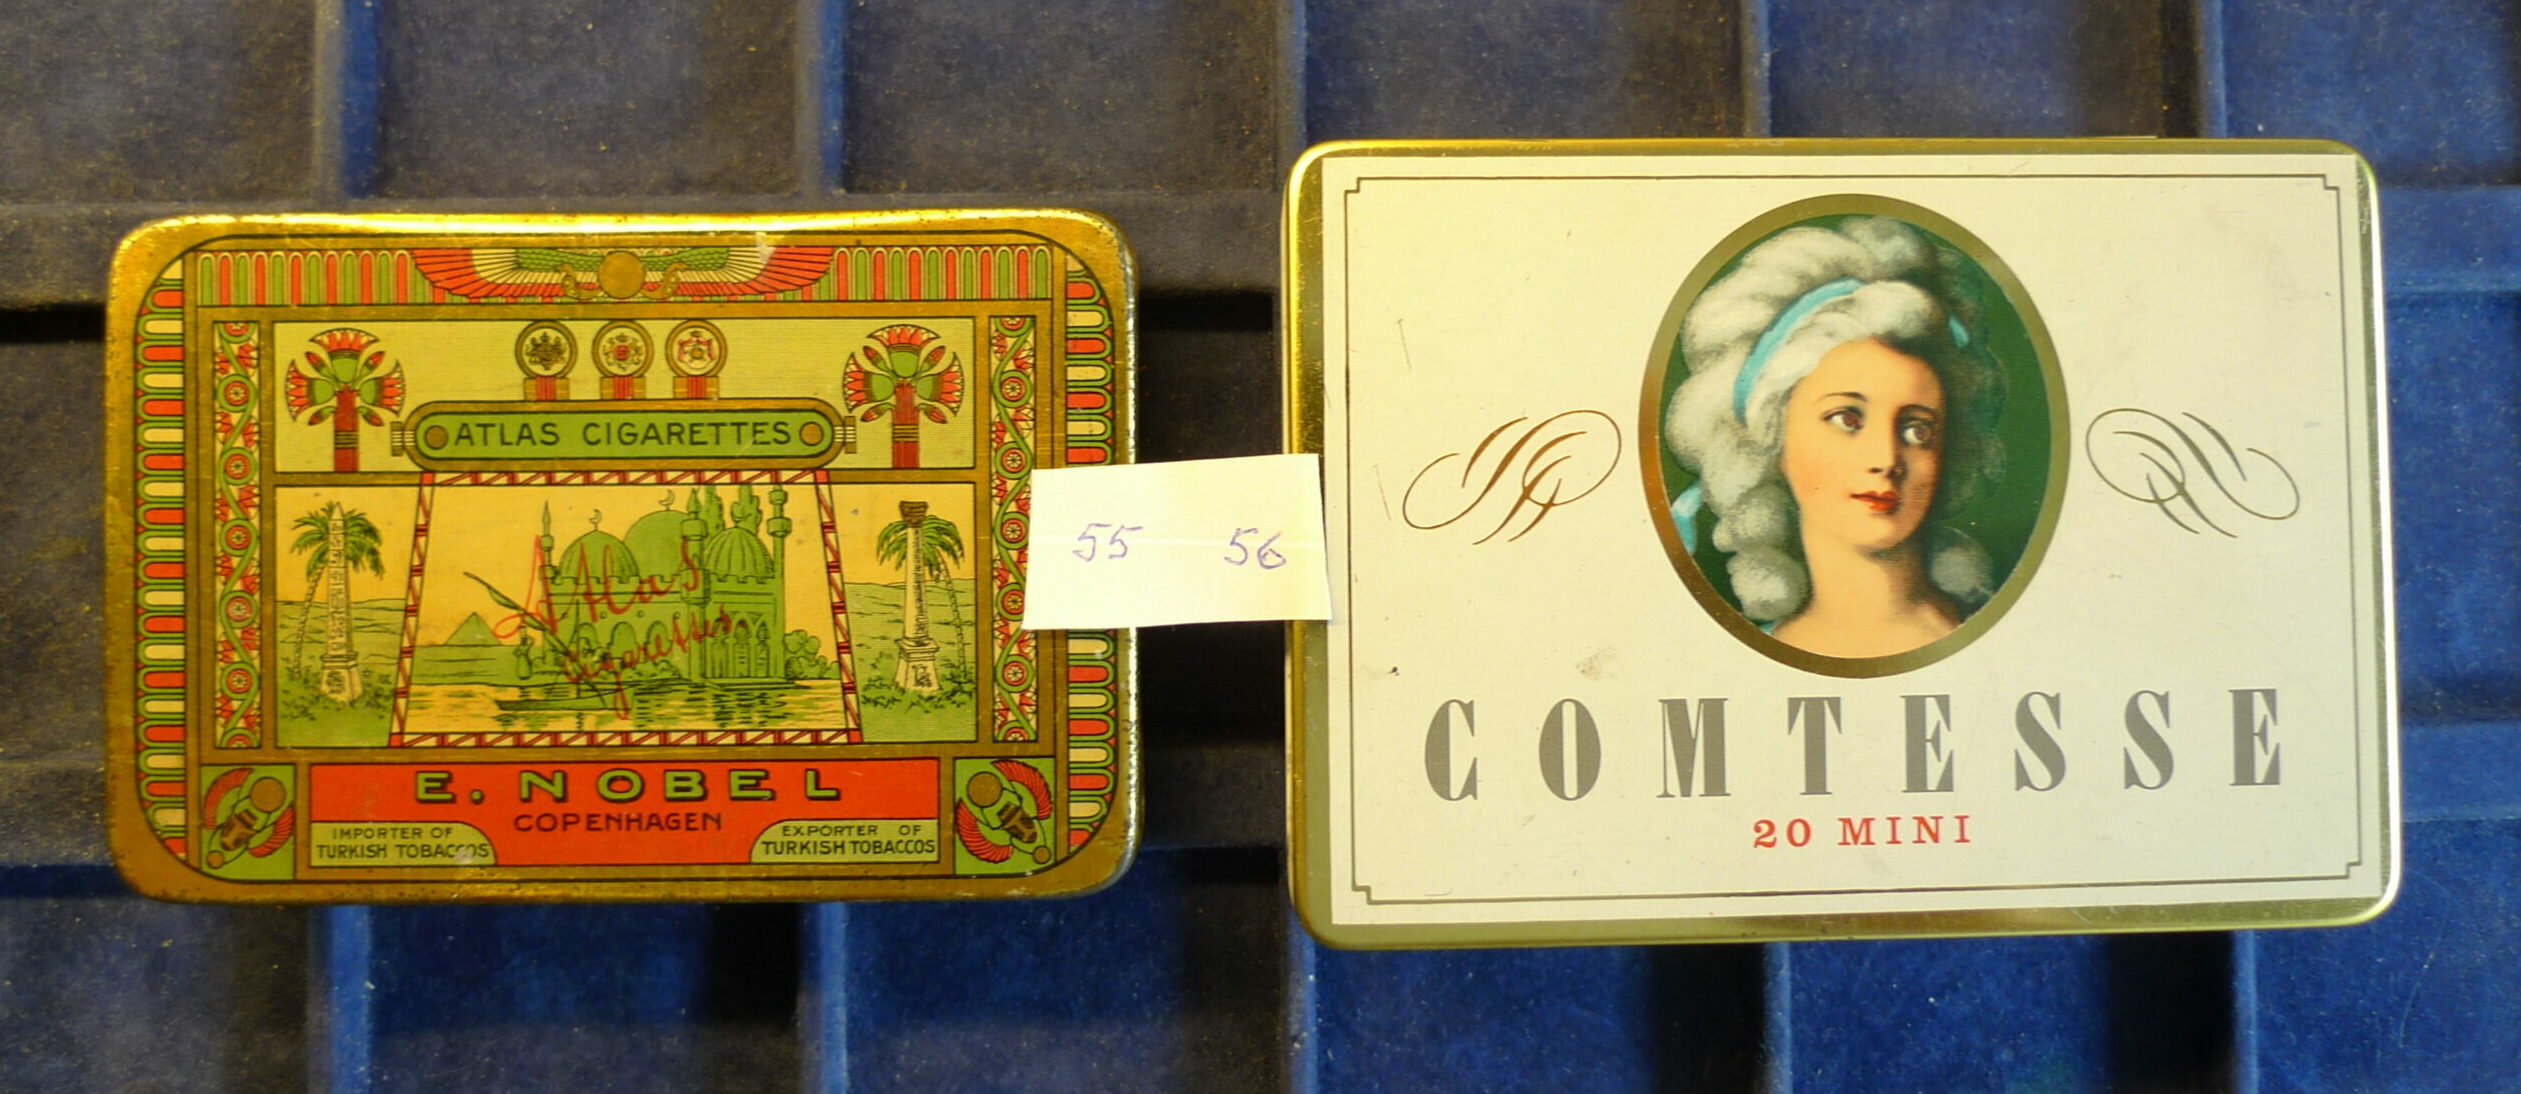 ATLAS CIGARETTES
Atlas
Cigarettes
E. NOBEL
COPENHAGEN
IMPORTER OF
TURKISH TOBACCOS
EXPORTER OF
TURKISH TOBACCOS
55 56
COMTESSE
20 MINI